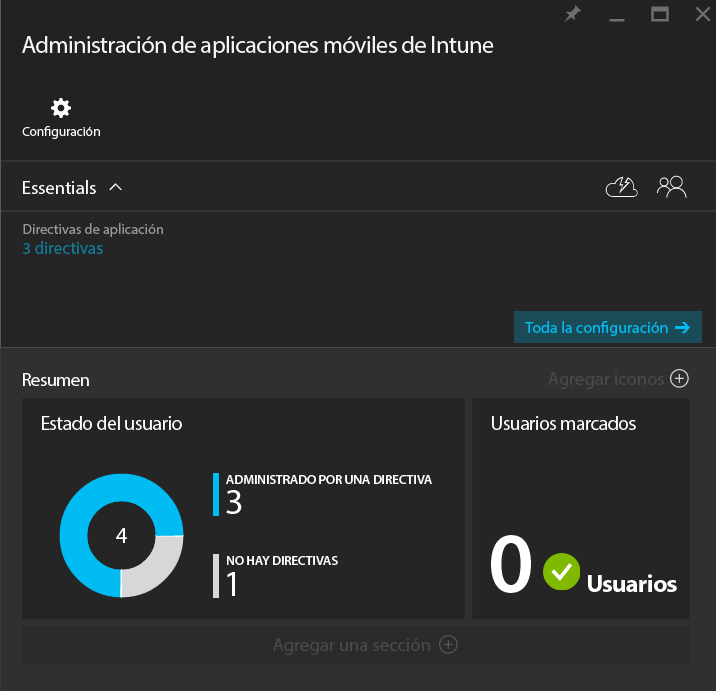 Administración de aplicaciones móviles de Intune
Configuración
Essentials
Directivas de aplicación
3 directivas
Toda la configuración
Resumen
Agregar iconos
Estado del usuario
Usuarios marcados
4
ADMINISTRADO POR UNA DIRECTIVA
3
NO HAY DIRECTIVAS
1
0
Usuarios
Agregar una sección